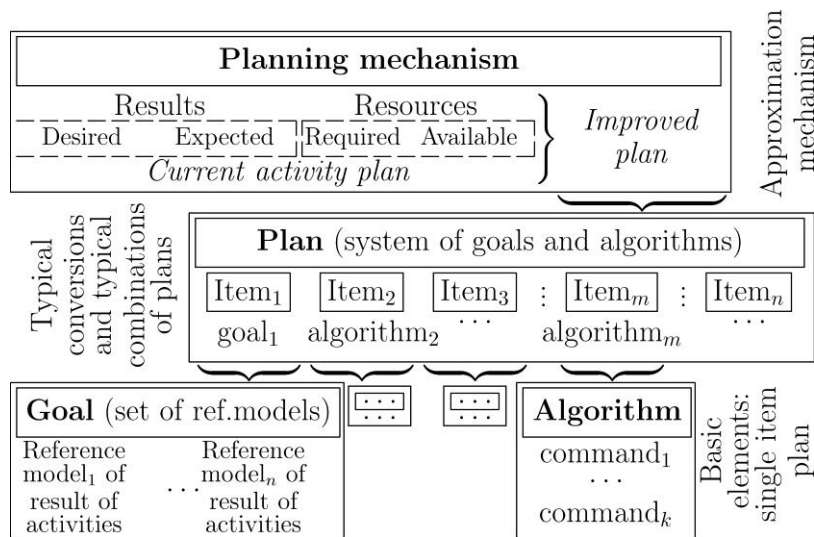 Planning mechanism
Results Resources
Desired Expected Required Available
Current activity plan
Improved
plan
Approximation
mechanism
Typical
conversions
and typical
combinations
of plans
Plan (system of goals and algorithms)
Item₁ Item₂ Item₃ ⋮ Itemₘ ⋮ Itemₙ
goal₁ algorithm₂ ... algorithmₘ ...
Goal (set of ref.models)
Reference
model₁ of
result of
activities
...
Reference
modelₙ of
result of
activities
...
...
...
...
Algorithm
command₁
...
commandₖ
Basic
elements:
single item
plan